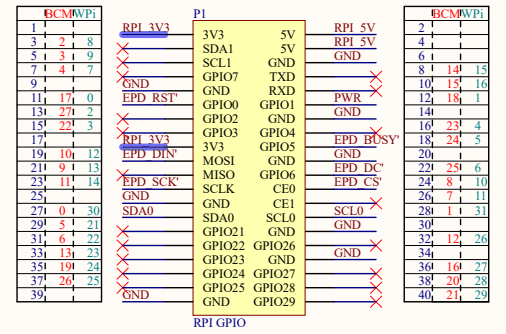 BCM WPi P1 BCM WPi
1 RPI_3V3 3V3 5V RPI_5V 2
3 2 8 SDA1 5V RPI_5V 4
5 3 9 SCL1 GND GND 6
7 4 7 GPIO7 TXD 8 14 15
9 GND GND RXD 10 15 16
11 17 0 EPD_RST' GPIO0 GPIO1 PWR 12 18 1
13 27 2 GPIO2 GND GND 14
15 22 3 GPIO3 GPIO4 16 23 4
17 RPI_3V3 3V3 GPIO5 EPD_BUSY' 18 24 5
19 10 12 EPD_DIN' MOSI GND GND 20
21 9 13 MISO GPIO6 EPD_DC' 22 25 6
23 11 14 EPD_SCK' SCLK CE0 EPD_CS' 24 8 10
25 GND GND CE1 26 7 11
27 0 30 SDA0 SDA0 SCL0 SCL0 28 1 31
29 5 21 GPIO21 GND GND 30
31 6 22 GPIO22 GPIO26 32 12 26
33 13 23 GPIO23 GND GND 34
35 19 24 GPIO24 GPIO27 36 16 27
37 26 25 GPIO25 GPIO28 38 20 28
39 GND GND GPIO29 40 21 29
RPI GPIO